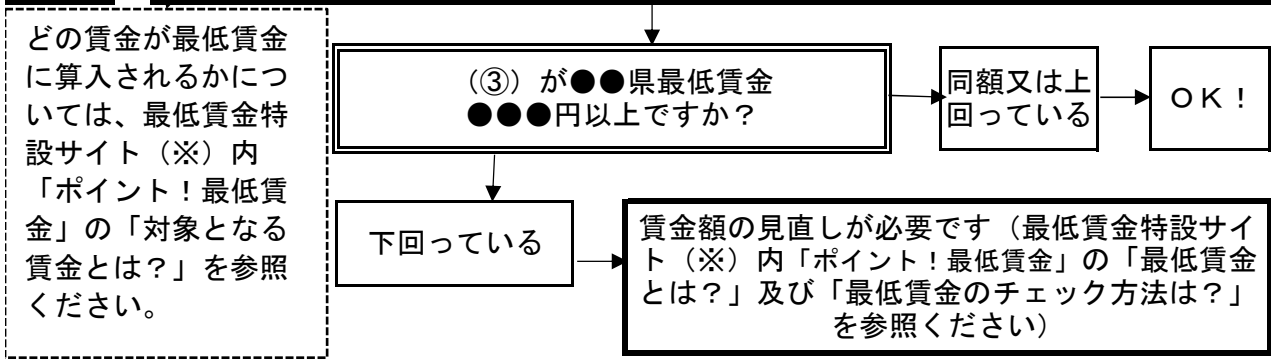 どの賃金が最低賃金
に算入されるかにつ
いては、最低賃金特
設サイト（※）内
「ポイント！最低賃
金」の「対象となる
賃金とは？」を参照
ください。
（③）が●●県最低賃金
●●●円以上ですか？
同額又は上
回っている
ＯＫ！
下回っている
賃金額の見直しが必要です（最低賃金特設サイ
ト（※）内「ポイント！最低賃金」の「最低賃金
とは？」及び「最低賃金のチェック方法は？」
を参照ください）